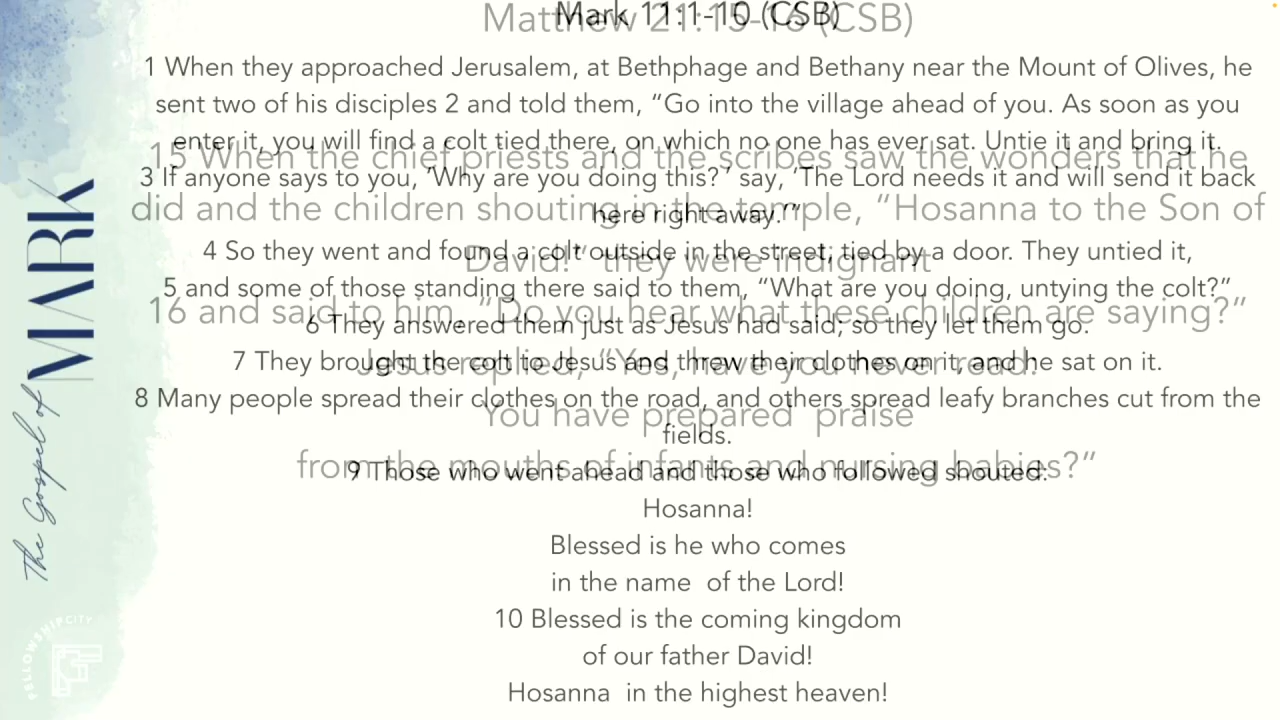 Mark 11:1-10 (CSB)
1 When they approached Jerusalem, at Bethphage and Bethany near the Mount of Olives, he
sent two of his disciples 2 and told them, “Go into the village ahead of you. As soon as you
enter it, you will find a colt tied there, on which no one has ever sat. Untie it and bring it.
3 If anyone says to you, ‘Why are you doing this?’ say, ‘The Lord needs it and will send it back
here right away.’”
4 So they went and found a colt outside in the street, tied by a door. They untied it,
5 and some of those standing there said to them, “What are you doing, untying the colt?”
6 They answered them just as Jesus had said; so they let them go.
7 They brought the colt to Jesus and threw their clothes on it, and he sat on it.
8 Many people spread their clothes on the road, and others spread leafy branches cut from the
fields.
9 Those who went ahead and those who followed shouted:
Hosanna!
Blessed is he who comes
in the name  of the Lord!
10 Blessed is the coming kingdom
of our father David!
Hosanna  in the highest heaven!
Matthew 21:15-16 (CSB)
15 When the chief priests and the scribes saw the wonders that he
did and the children shouting in the temple, “Hosanna to the Son of
David!” they were indignant
16 and said to him, “Do you hear what these children are saying?”
Jesus replied, “Yes, have you never read:
You have prepared  praise
from the mouths of infants and nursing babies?”
The Gospel of
MARK
FELLOWSHIP CITY